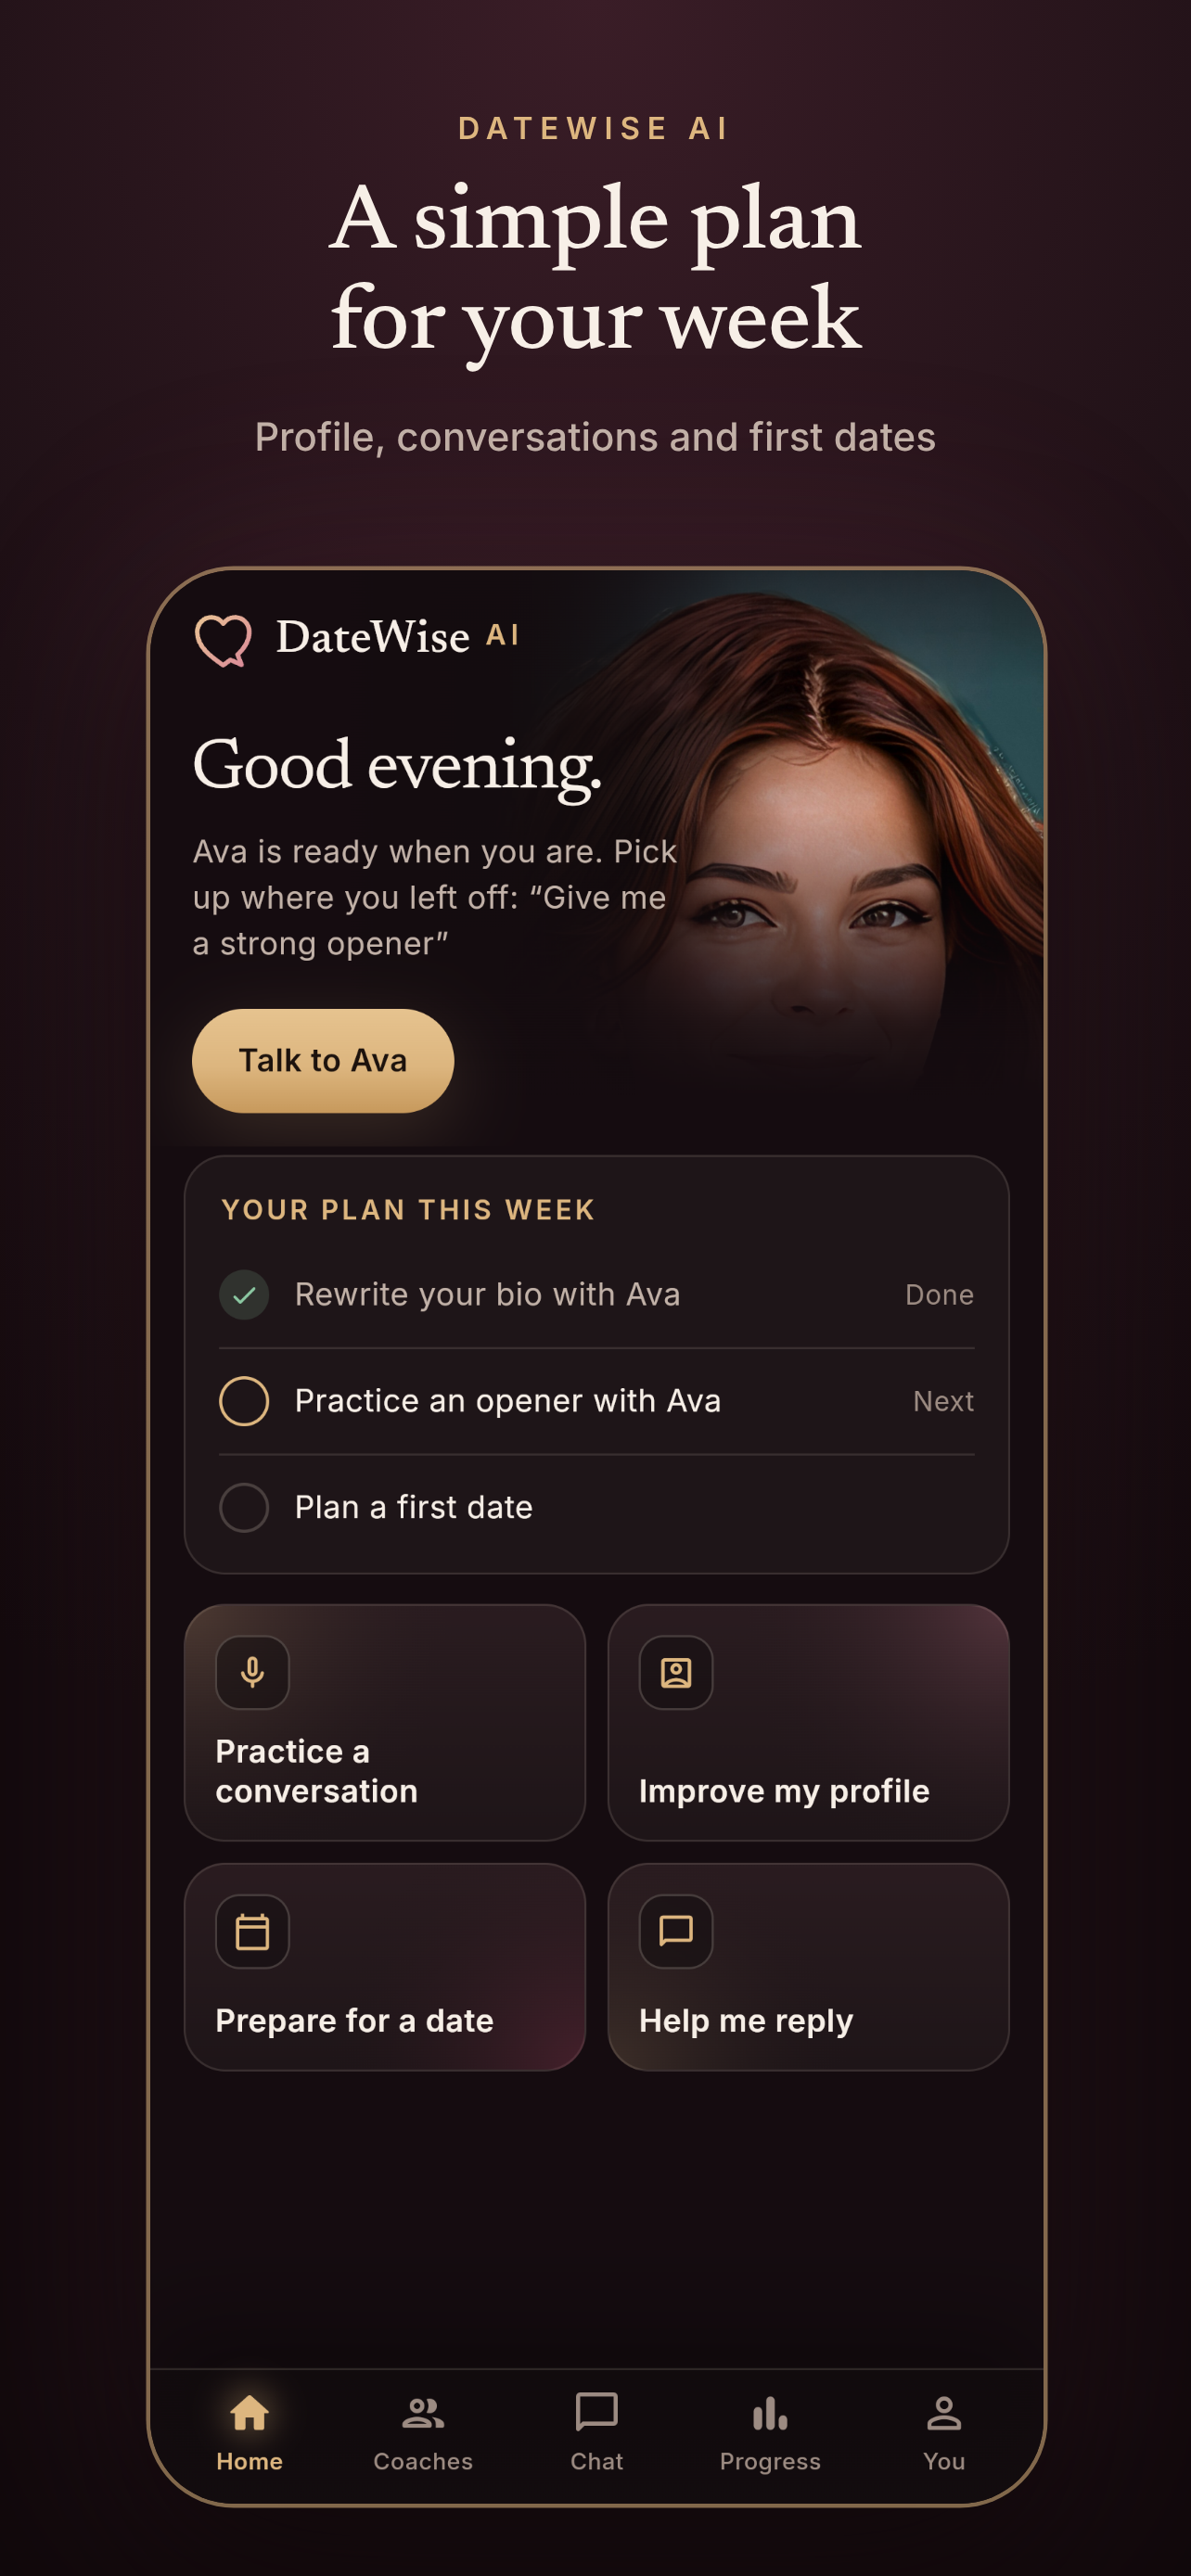 DATEWISE AI
A simple plan
for your week
Profile, conversations and first dates
DateWise AI
Good evening.
Ava is ready when you are. Pick
up where you left off: “Give me
a strong opener”
Talk to Ava
YOUR PLAN THIS WEEK
Rewrite your bio with Ava Done
Practice an opener with Ava Next
Plan a first date
Practice a
conversation
Improve my profile
Prepare for a date
Help me reply
Home Coaches Chat Progress You